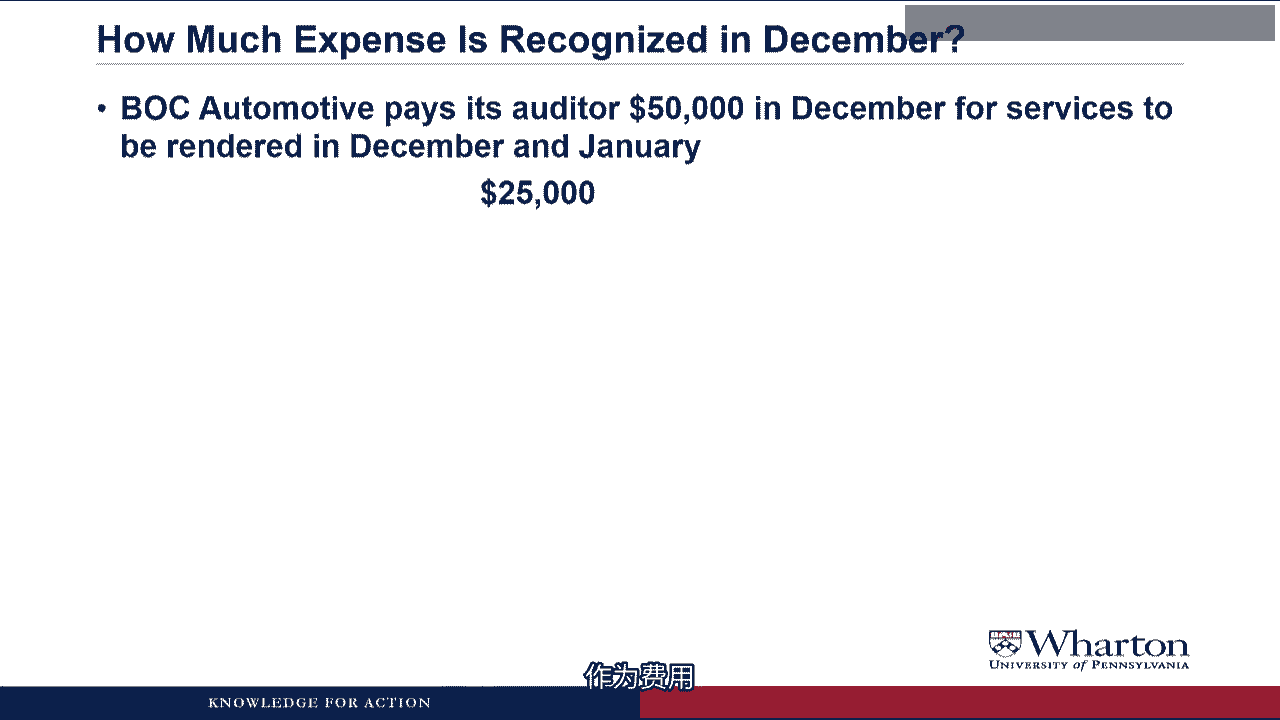 How Much Expense Is Recognized in December?
• BOC Automotive pays its auditor $50,000 in December for services to
be rendered in December and January
$25,000
Wharton
UNIVERSITY of PENNSYLVANIA
作为费用
KNOWLEDGE FOR ACTION